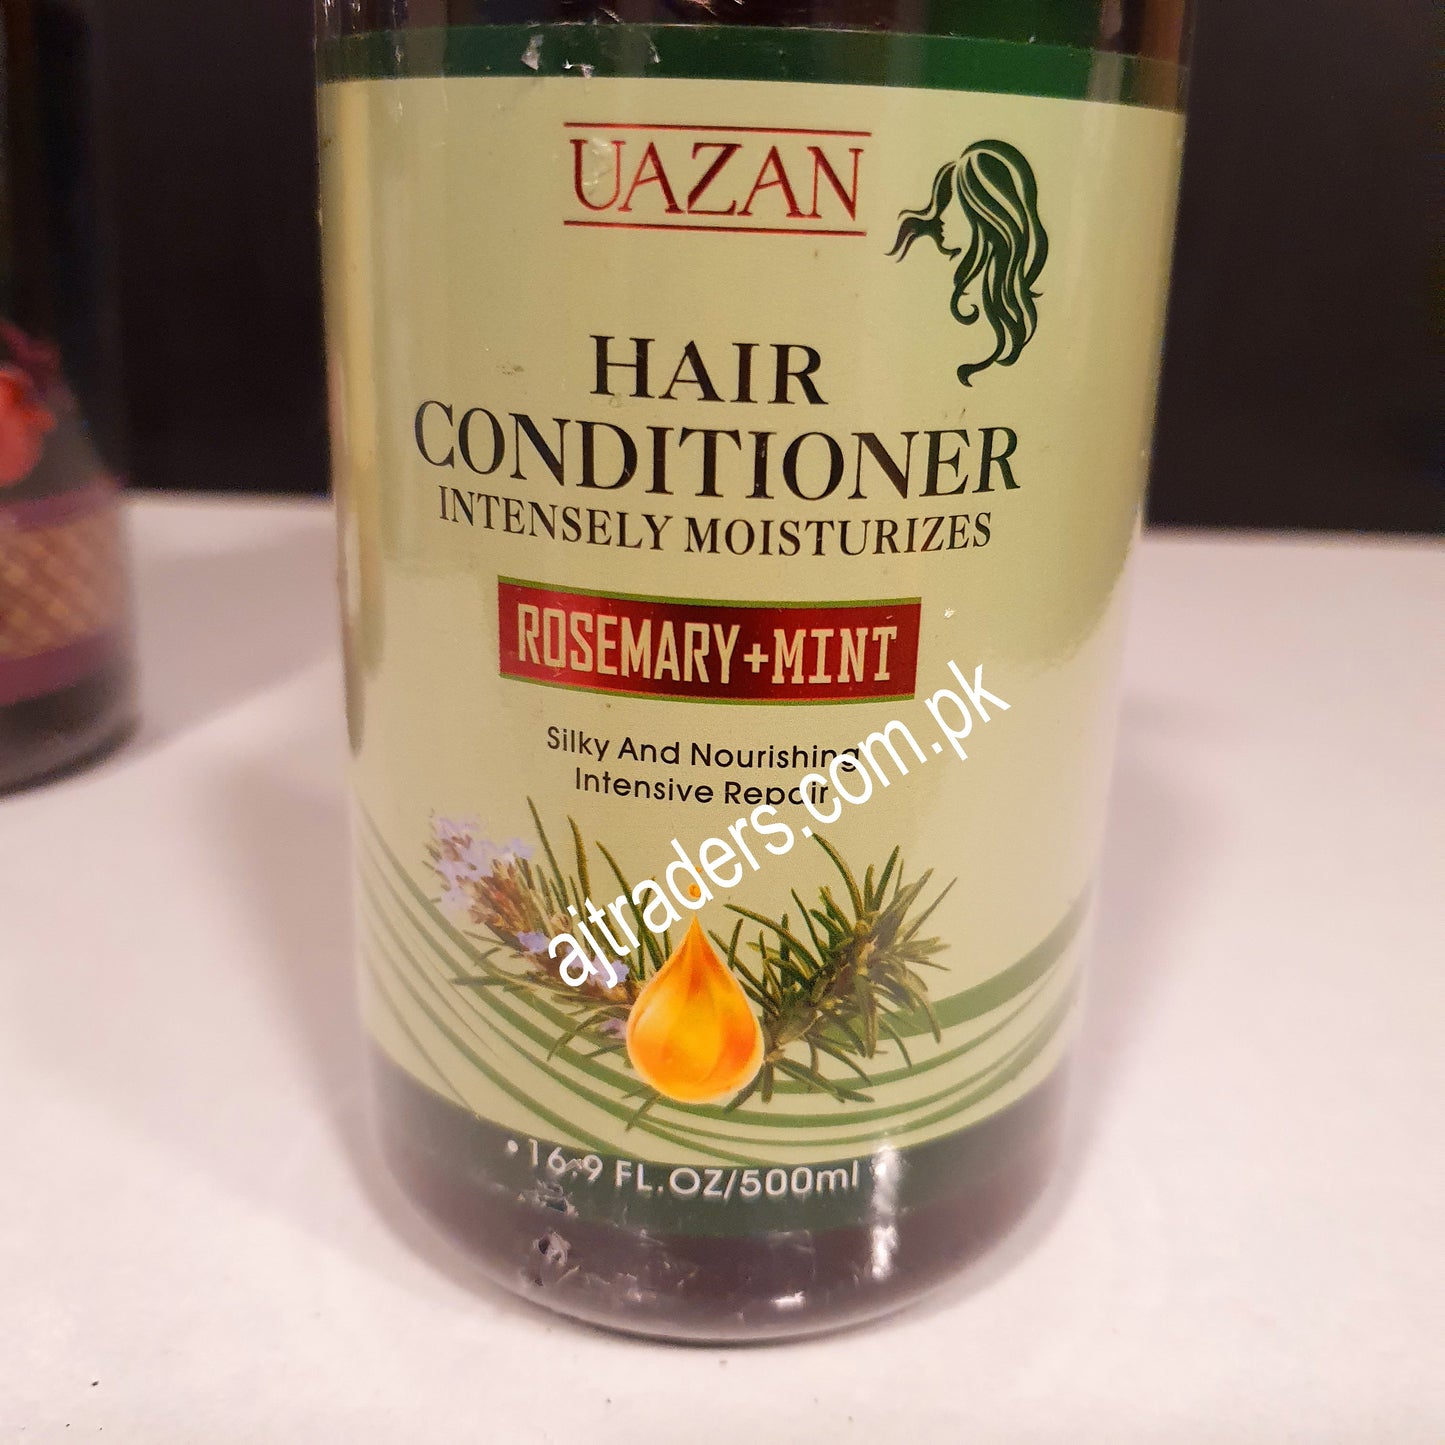 UAZAN
HAIR
CONDITIONER
INTENSELY MOISTURIZES
ROSEMARY+MINT
Silky And Nourishing
Intensive Repair
ajtraders.com.pk
• 16.9 FL.OZ/500ml •